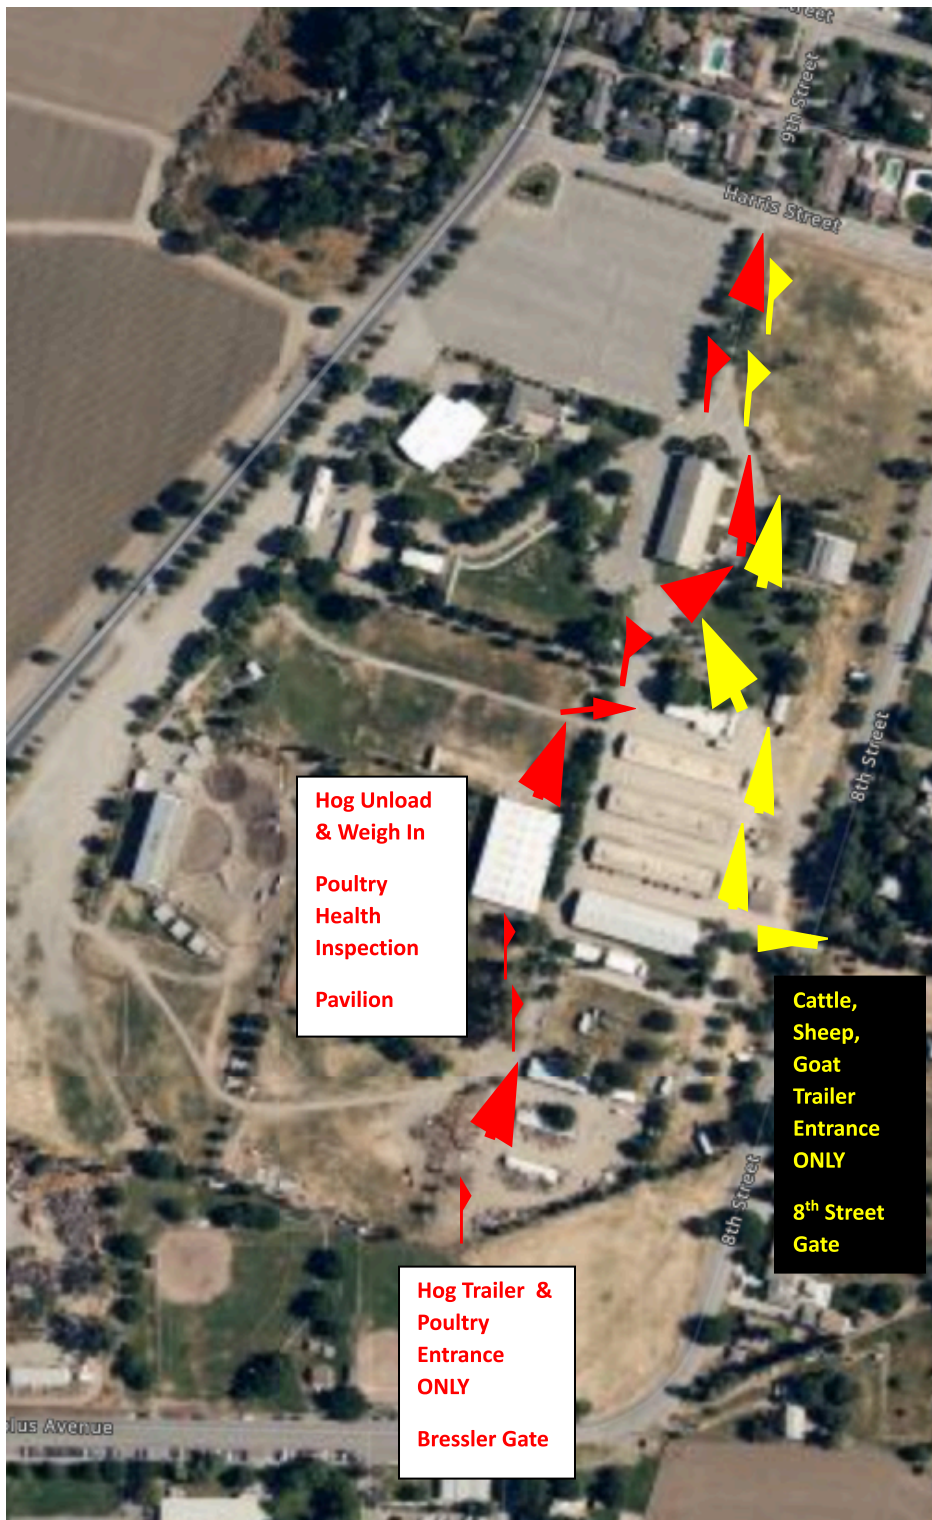 9th Street
Harris Street
8th Street
Hog Unload
& Weigh In
Poultry
Health
Inspection
Pavilion
Cattle,
Sheep,
Goat
Trailer
Entrance
ONLY
8th Street
Gate
8th Street
Hog Trailer &
Poultry
Entrance
ONLY
Bressler Gate
Avenue